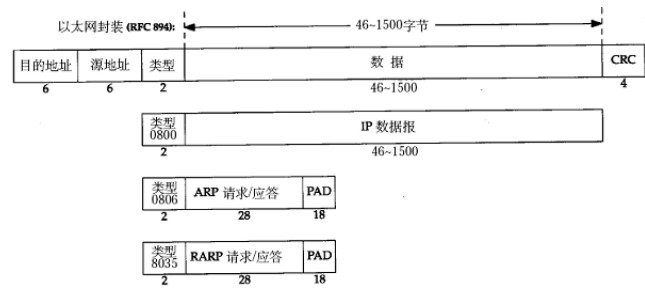 以太网封装 (RFC 894): 46~1500字节
目的地址 源地址 类型 数 据 CRC
6 6 2 46~1500 4
类型 0800 IP 数据报
2 46~1500
类型 0806 ARP 请求/应答 PAD
2 28 18
类型 8035 RARP 请求/应答 PAD
2 28 18